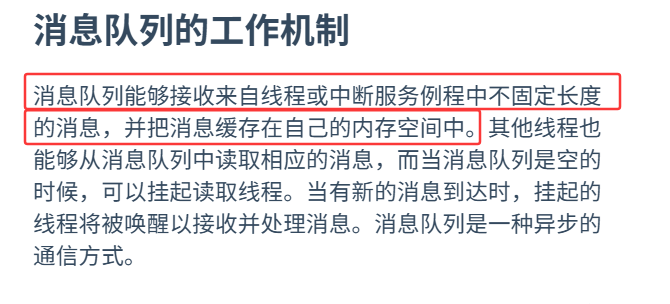 消息队列的工作机制
消息队列能够接收来自线程或中断服务例程中不固定长度
的消息，并把消息缓存在自己的内存空间中。其他线程也
能够从消息队列中读取相应的消息，而当消息队列是空的
时候，可以挂起读取线程。当有新的消息到达时，挂起的
线程将被唤醒以接收并处理消息。消息队列是一种异步的
通信方式。